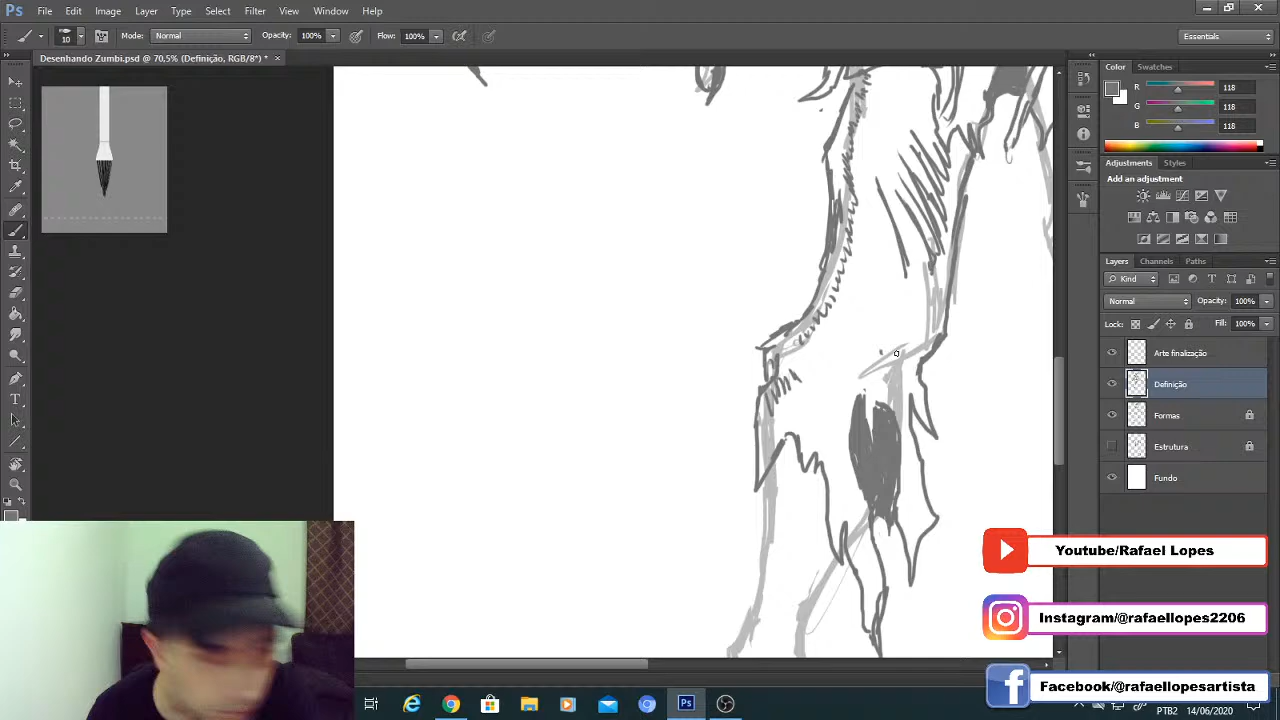 Ps File Edit Image Layer Type Select Filter View Window Help
10 Mode: Normal Opacity: 100% Flow: 100% Essentials
Desenhando Zumbi.psd @ 70,5% (Definição, RGB/8*) * ×
Color Swatches
R 118
G 118
B 118
Adjustments Styles
Add an adjustment
Layers Channels Paths
Kind
Normal Opacity: 100%
Lock: Fill: 100%
Arte finalização
Definição
Formas
Estrutura
Fundo
Youtube/Rafael Lopes
Instagram/@rafaellopes2206
Facebook/@rafaellopesartista
Ps
PTB2 14/06/2020